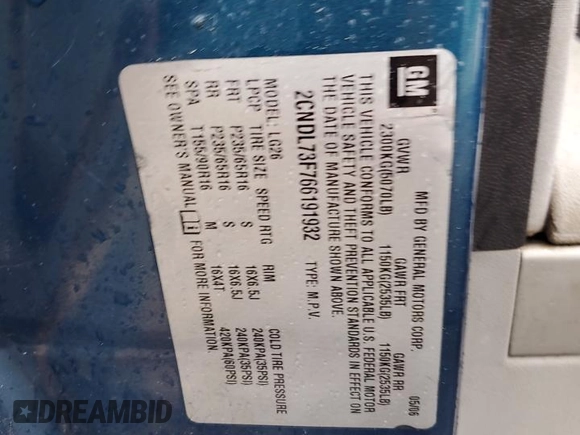 GM
MFD BY GENERAL MOTORS CORP. 05/06
GVWR GAWR FRT GAWR RR
2300KG(5070LB) 1150KG(2535LB) 1150KG(2535LB)
THIS VEHICLE CONFORMS TO ALL APPLICABLE U.S. FEDERAL MOTOR
VEHICLE SAFETY AND THEFT PREVENTION STANDARDS IN EFFECT ON
THE DATE OF MANUFACTURE SHOWN ABOVE.
2CNDL73F766191932 TYPE: M.P.V.
MODEL: LG26
LPCP TIRE SIZE SPEED RTG RIM COLD TIRE PRESSURE
FRT P235/65R16 S 16X6.5J 240KPA(35PSI)
RR P235/65R16 S 16X6.5J 240KPA(35PSI)
SPA T155/90R16 M 16X4T 420KPA(60PSI)
SEE OWNER'S MANUAL i FOR MORE INFORMATION.
DREAMBID